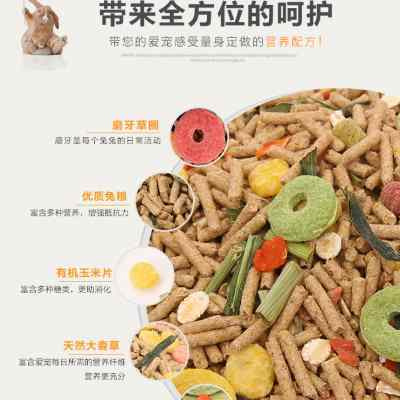 带来全方位的呵护
带您的爱宠感受量身定做的营养配方!
磨牙草圈
磨牙是每个兔兔的日常活动
优质兔粮
富含多种营养,增强抵抗力
有机玉米片
富含多种糖类,更助消化
天然大麦草
富含爱宠每日所需的营养纤维
营养更充分